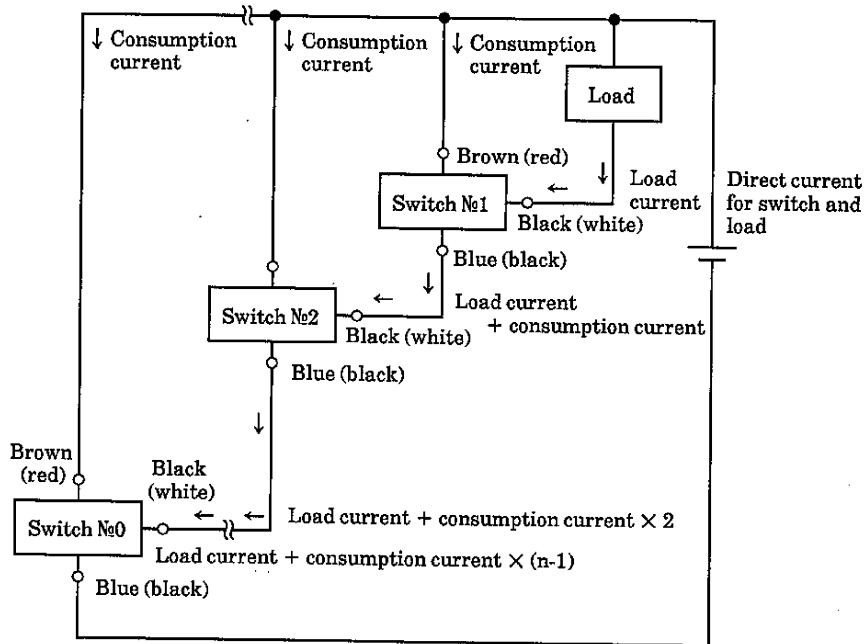 ↓ Consumption
current
↓ Consumption
current
↓ Consumption
current
Load
Brown (red)
Switch №1
Load
current
Black (white)
Direct current
for switch and
load
Blue (black)
Switch №2
Load current
+ consumption current
Black (white)
Blue (black)
Brown
(red)
Black
(white)
Switch №0
Load current + consumption current × 2
Load current + consumption current × (n-1)
Blue (black)